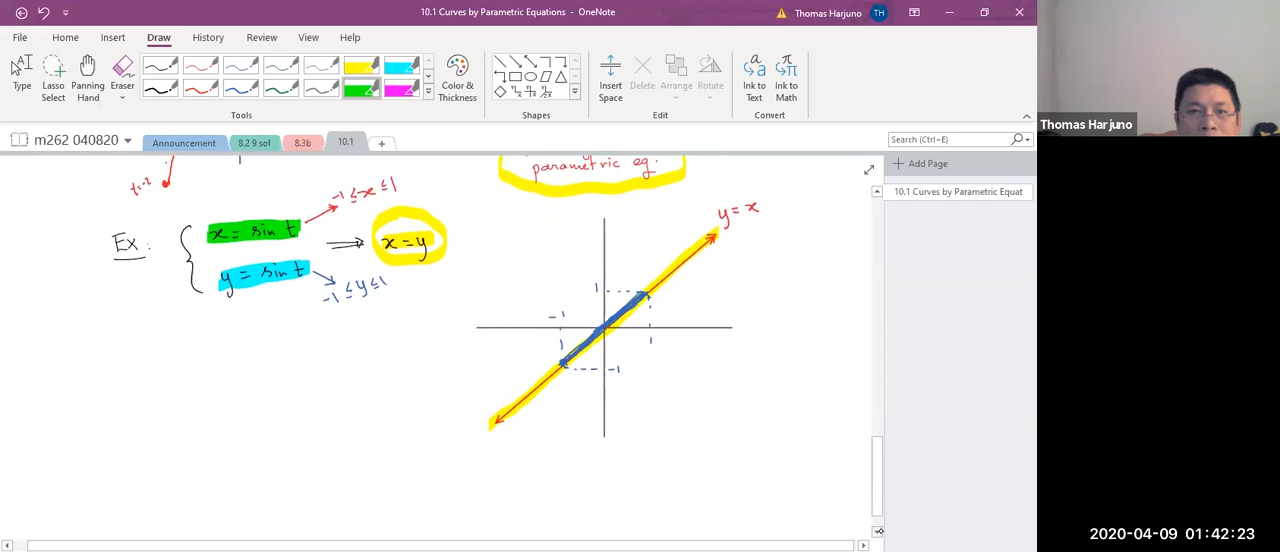 10.1 Curves by Parametric Equations - OneNote
Thomas Harjuno TH
File Home Insert Draw History Review View Help
Type
Lasso Select
Panning Hand
Eraser
Color & Thickness
Insert Space
Delete
Arrange
Rotate
Ink to Text
Ink to Math
Tools
Shapes
Edit
Convert
Thomas Harjuno
m262 040820
Announcement
8.2 9 sol
8.3b
10.1
Search (Ctrl+E)
Add Page
10.1 Curves by Parametric Equat
parametric eq.
t=-2
1
-1 ≤ x ≤ 1
Ex:
x = sin t
x = y
y = sin t
-1 ≤ y ≤ 1
y = x
1
-1
1
-1
2020-04-09 01:42:23